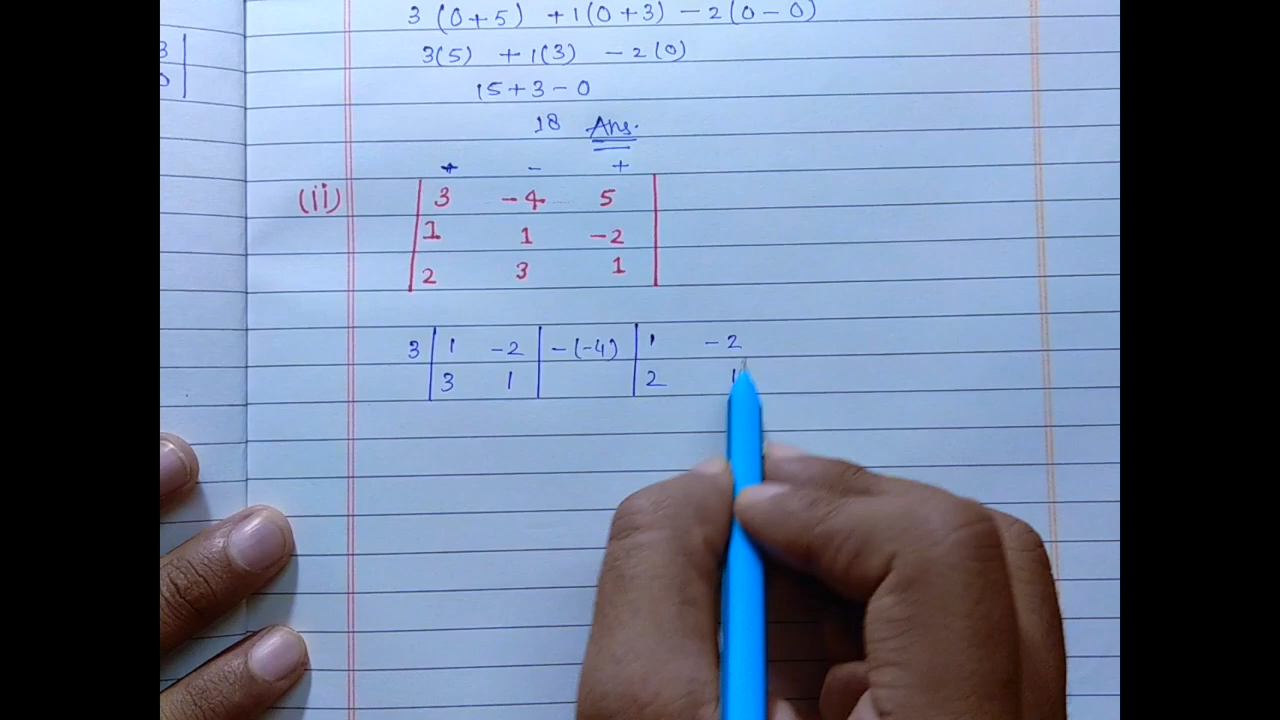 3 (0+5) +1(0+3) -2(0-0)
3(5) +1(3) -2(0)
15+3-0
18 Ans.
+ - +
(ii) | 3 -4 5 |
| 1 1 -2 |
| 2 3 1 |
3 | 1 -2 | -(-4) | 1 -2
| 3 1 | | 2 1